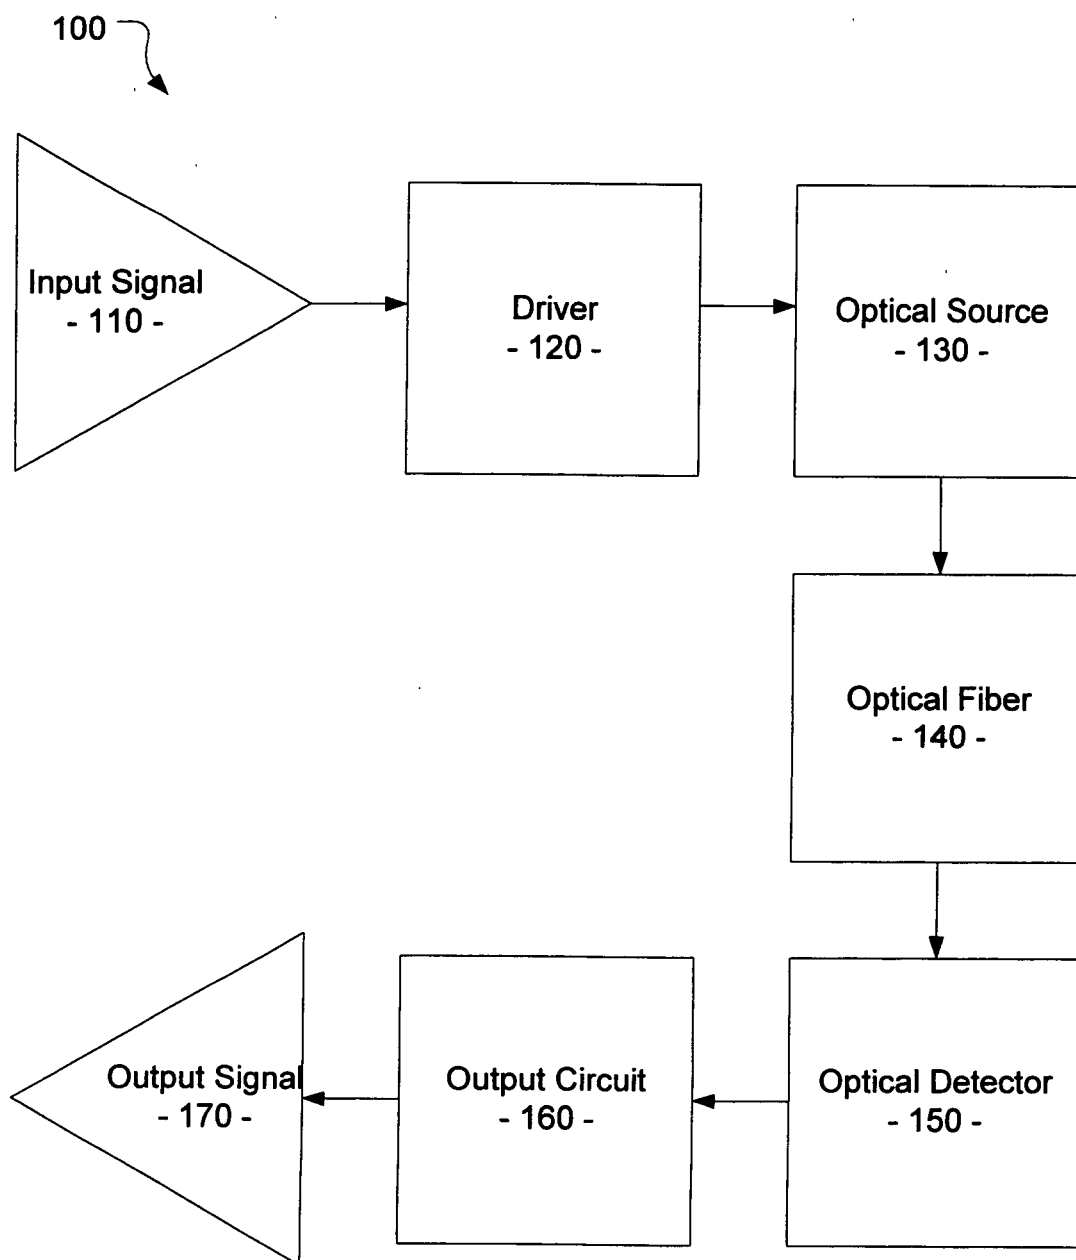 100
Input Signal
- 110 -
Driver
- 120 -
Optical Source
- 130 -
Optical Fiber
- 140 -
Output Signal
- 170 -
Output Circuit
- 160 -
Optical Detector
- 150 -